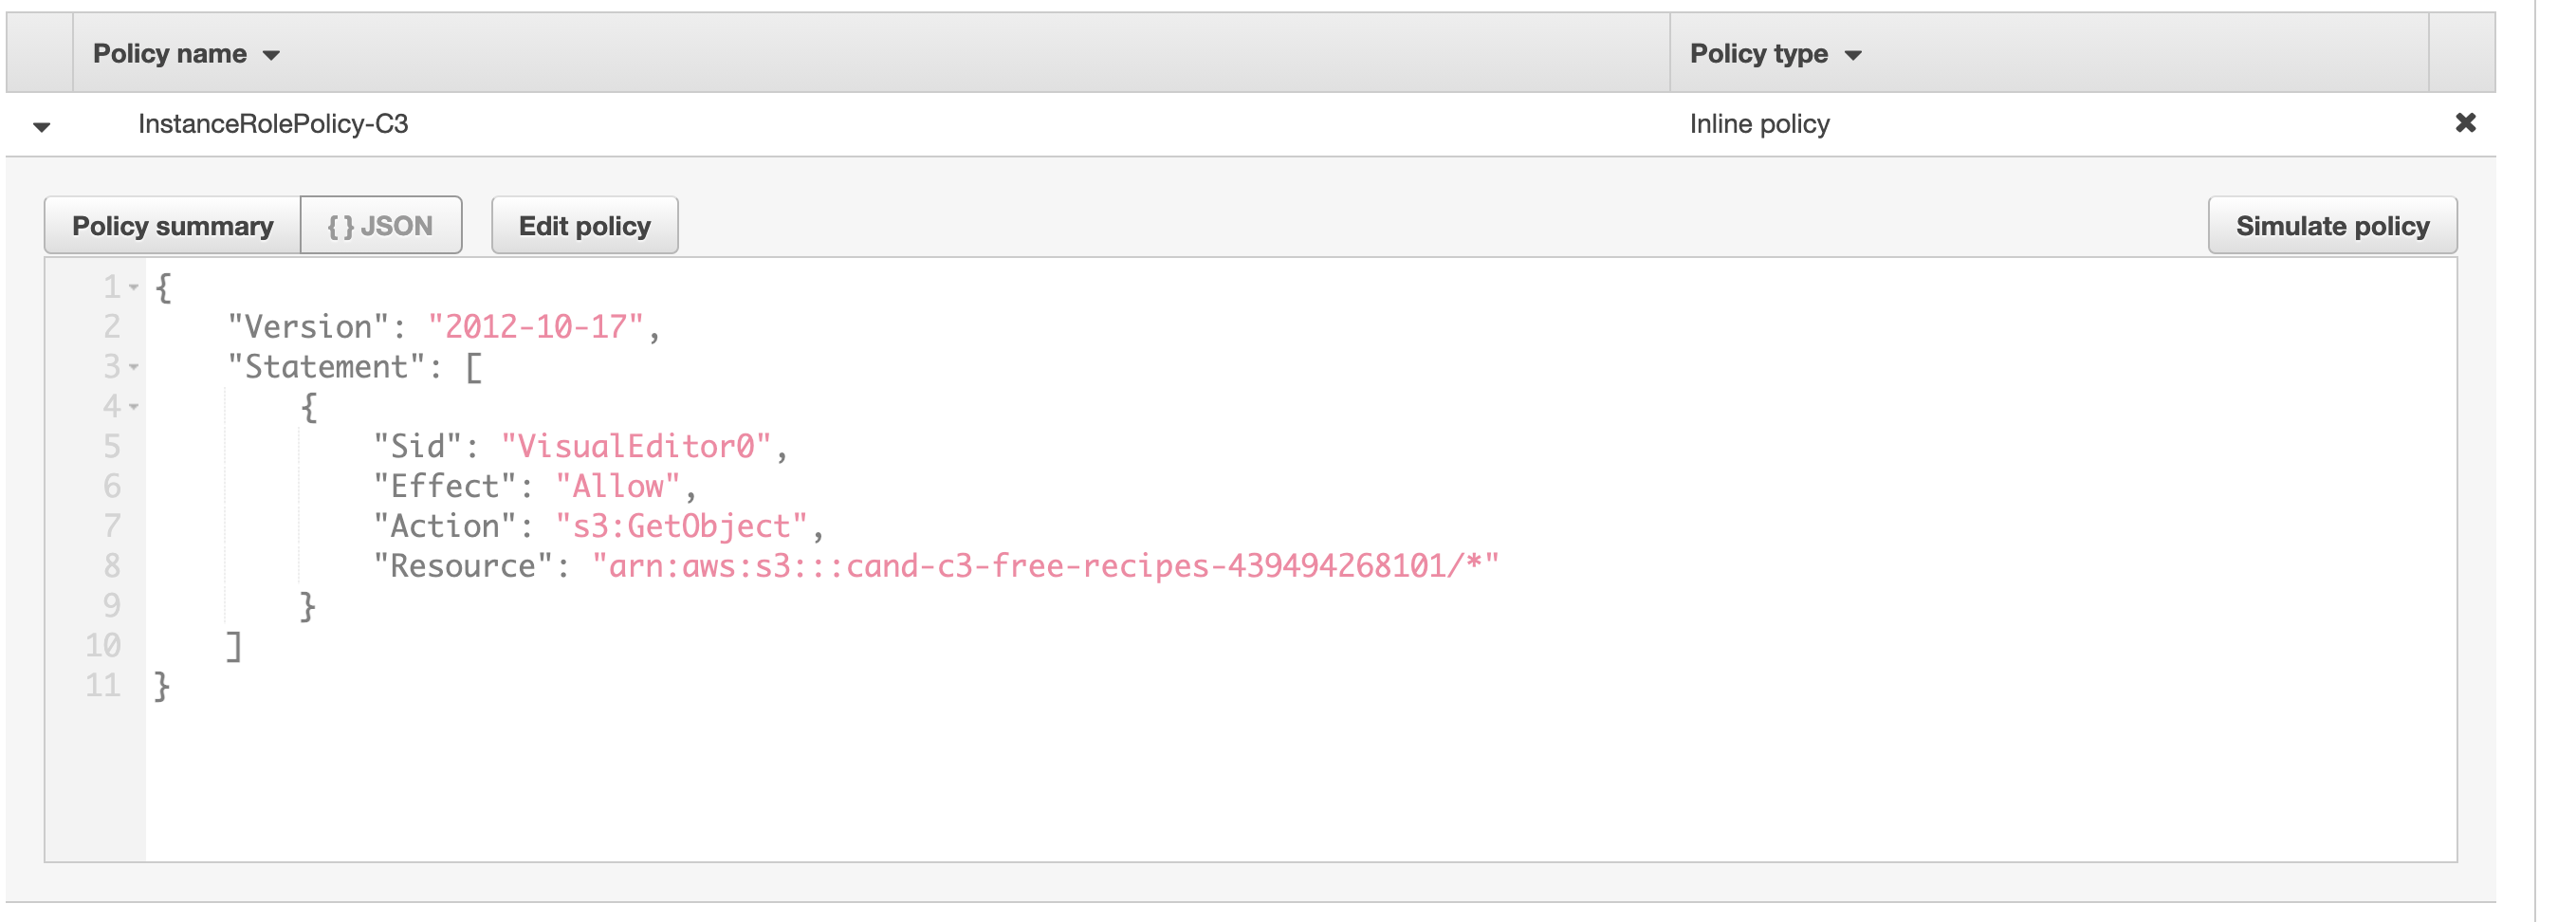 Policy name Policy type
InstanceRolePolicy-C3 Inline policy
Policy summary {} JSON Edit policy Simulate policy
1 {
2 "Version": "2012-10-17",
3 "Statement": [
4 {
5 "Sid": "VisualEditor0",
6 "Effect": "Allow",
7 "Action": "s3:GetObject",
8 "Resource": "arn:aws:s3:::cand-c3-free-recipes-439494268101/*"
9 }
10 ]
11 }